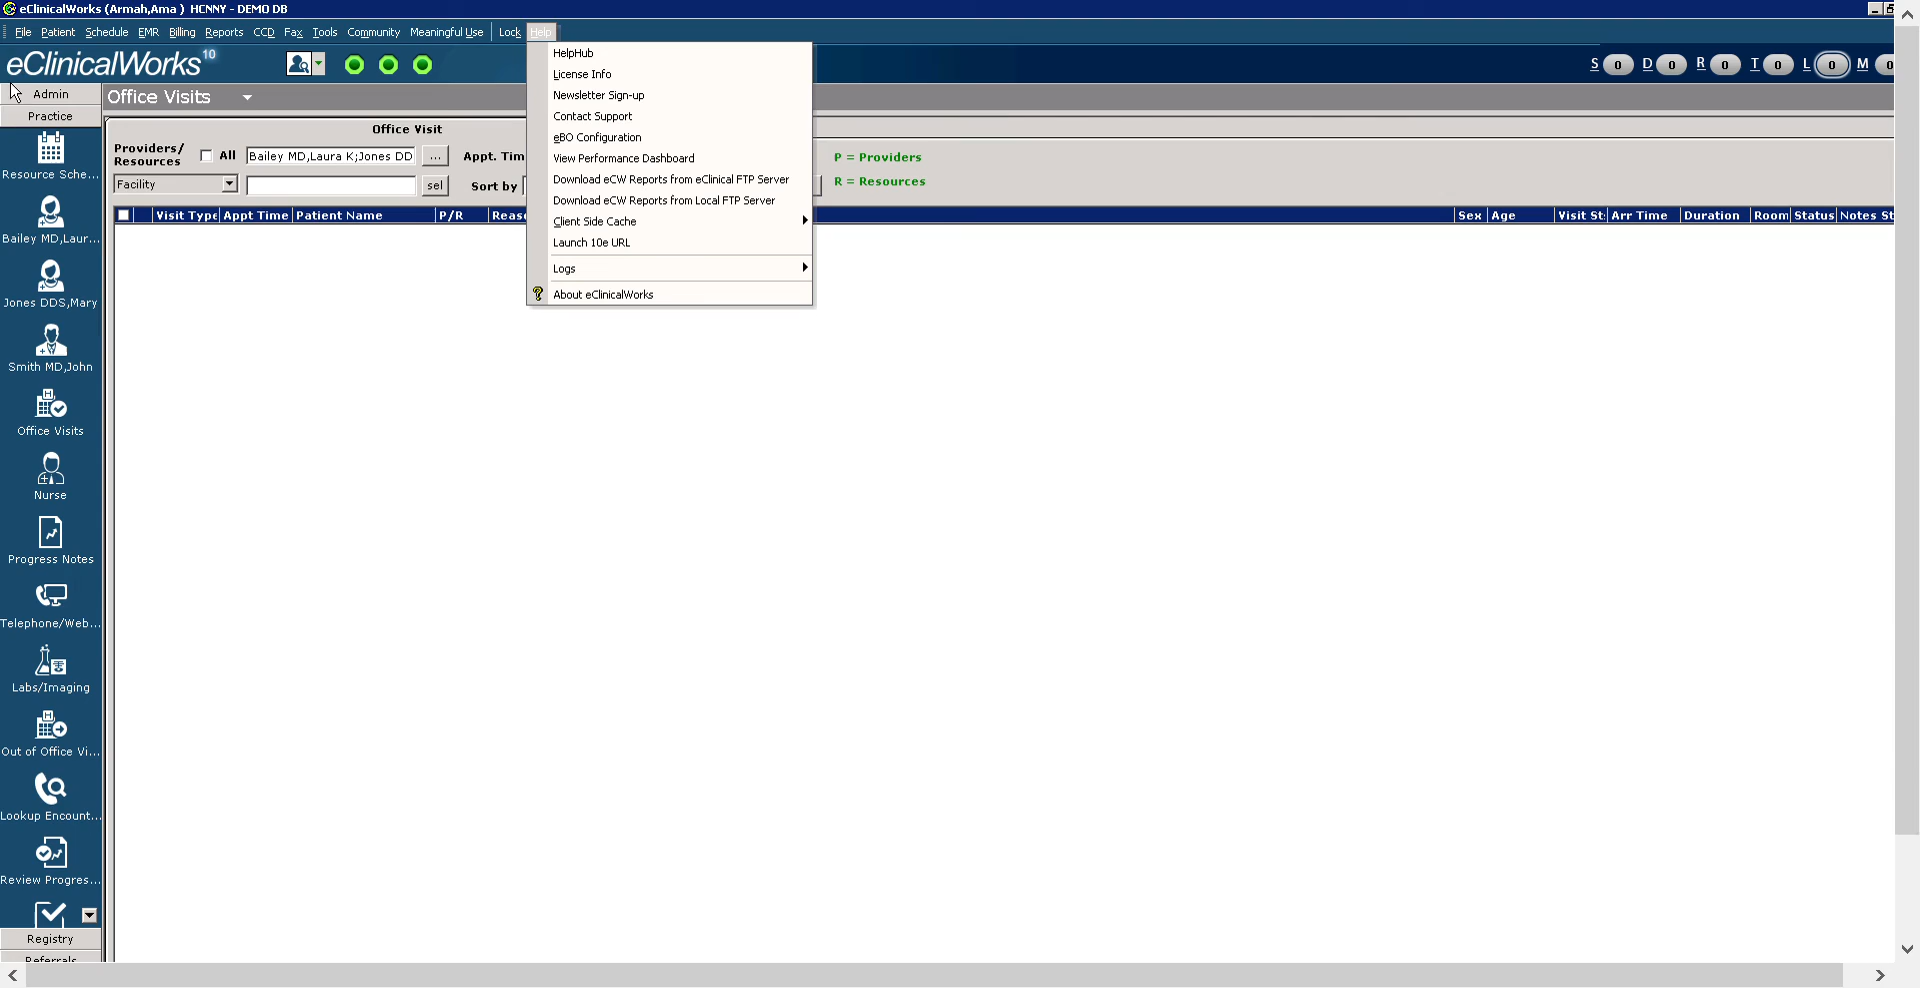 eClinicalWorks (Armah,Ama ) HCNNY - DEMO DB
File Patient Schedule EMR Billing Reports CCD Fax Tools Community Meaningful Use Lock Help
eClinicalWorks 10
S 0 D 0 R 0 T 0 L 0 M 0
Admin
Practice
Resource Sche...
Bailey MD,Laur...
Jones DDS,Mary
Smith MD,John
Office Visits
Nurse
Progress Notes
Telephone/Web...
Labs/Imaging
Out of Office Vi...
Lookup Encount...
Review Progres...
Registry
Referrals
Office Visits
Office Visit
Providers/
Resources
All
Bailey MD,Laura K;Jones DD
...
Appt. Tim
Facility
sel
Sort by
P = Providers
R = Resources
Visit Type Appt Time Patient Name P/R Reaso Sex Age Visit St: Arr Time Duration Room Status Notes St
HelpHub
License Info
Newsletter Sign-up
Contact Support
eBO Configuration
View Performance Dashboard
Download eCW Reports from eClinical FTP Server
Download eCW Reports from Local FTP Server
Client Side Cache
Launch 10e URL
Logs
? About eClinicalWorks